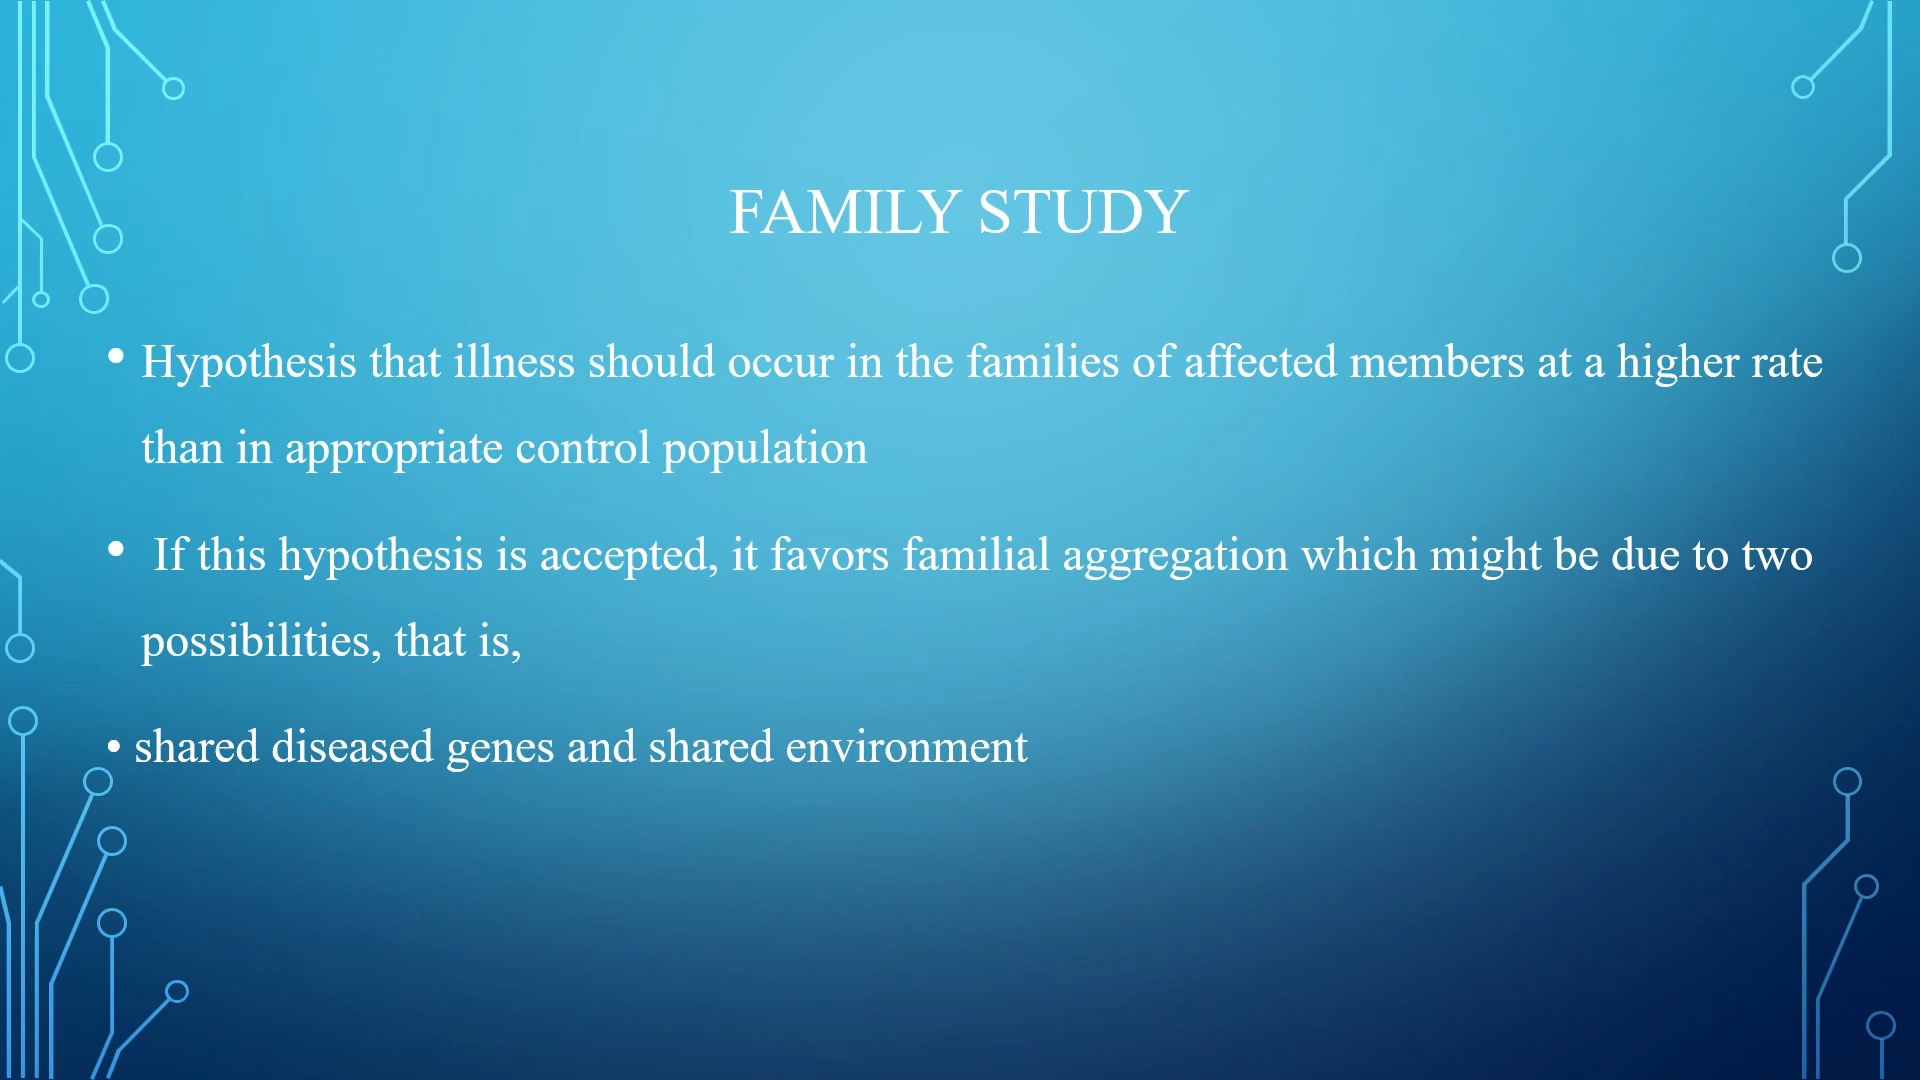 FAMILY STUDY
• Hypothesis that illness should occur in the families of affected members at a higher rate
than in appropriate control population
• If this hypothesis is accepted, it favors familial aggregation which might be due to two
possibilities, that is,
• shared diseased genes and shared environment